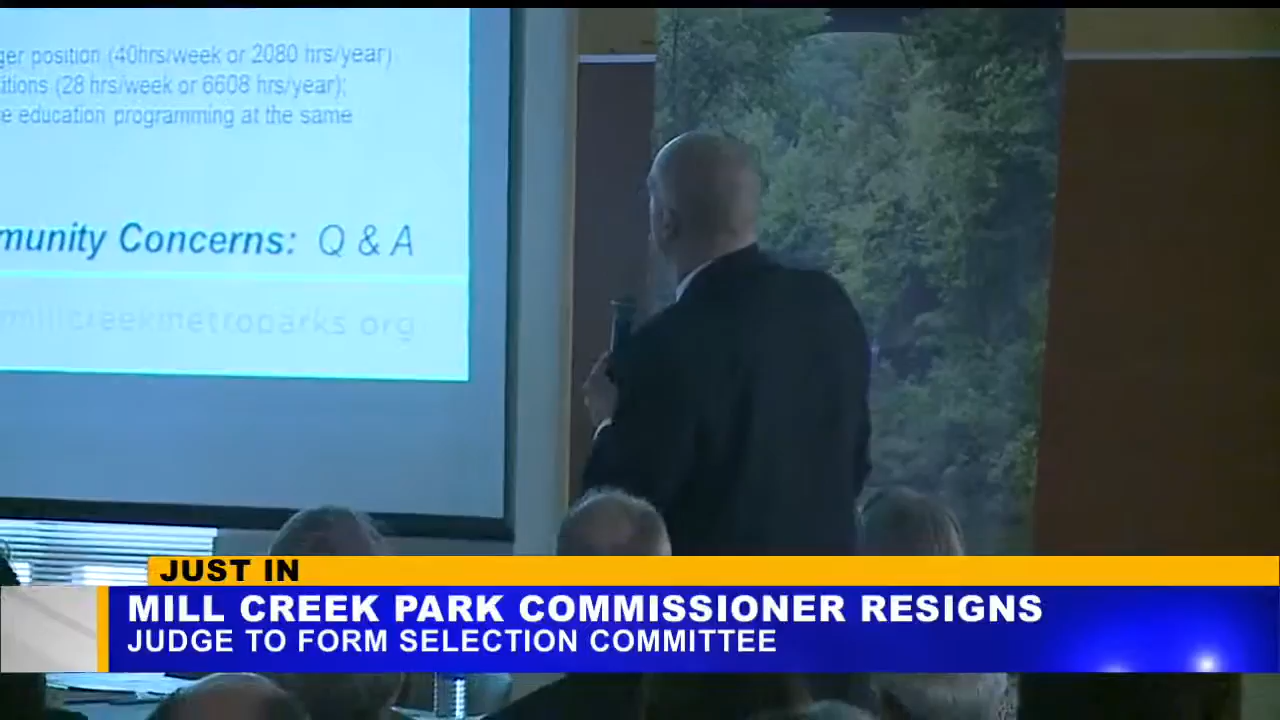 ger position (40hrs/week or 2080 hrs/year)
itions (28 hrs/week or 6608 hrs/year);
e education programming at the same
munity Concerns: Q & A
millcreekmetroparks.org
JUST IN
MILL CREEK PARK COMMISSIONER RESIGNS
JUDGE TO FORM SELECTION COMMITTEE